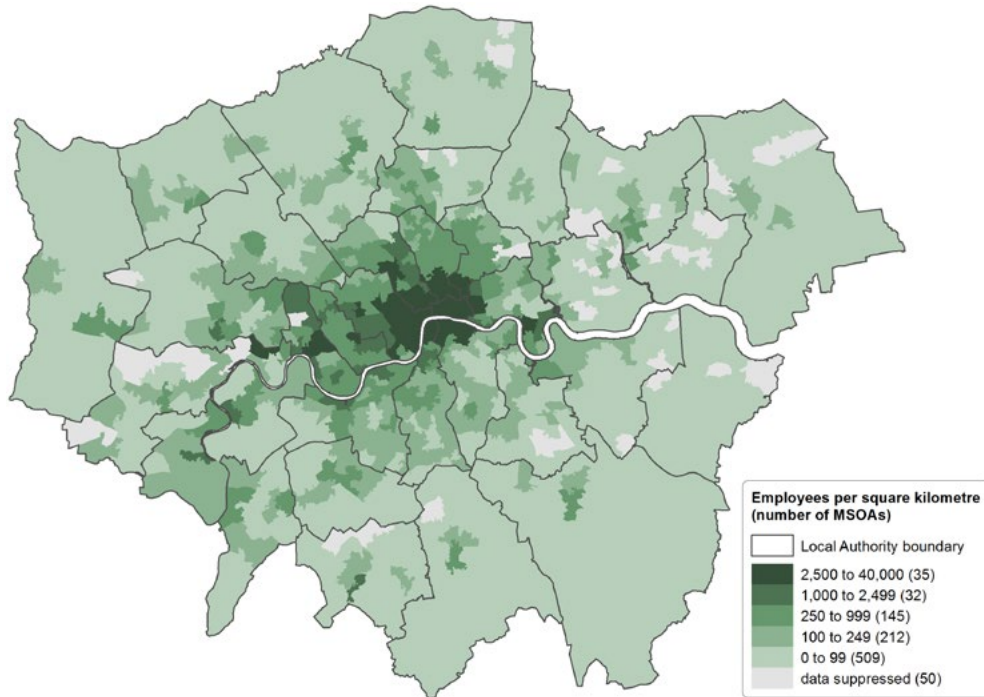 Employees per square kilometre
(number of MSOAs)
Local Authority boundary
2,500 to 40,000 (35)
1,000 to 2,499 (32)
250 to 999 (145)
100 to 249 (212)
0 to 99 (509)
data suppressed (50)